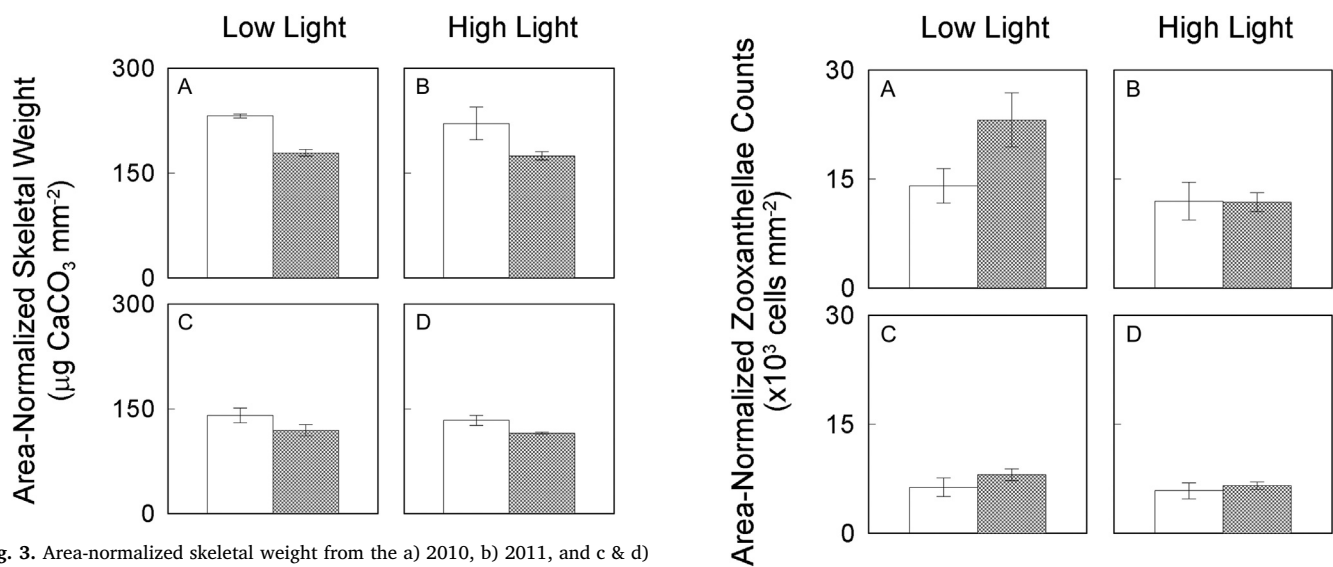 Low Light
High Light
Area-Normalized Skeletal Weight
(μg CaCO₃ mm⁻²)
300
A
B
150
0
300
C
D
150
0
g. 3. Area-normalized skeletal weight from the a) 2010, b) 2011, and c & d)
Low Light
High Light
Area-Normalized Zooxanthellae Counts
(x10³ cells mm⁻²)
30
A
B
15
0
30
C
D
15
0